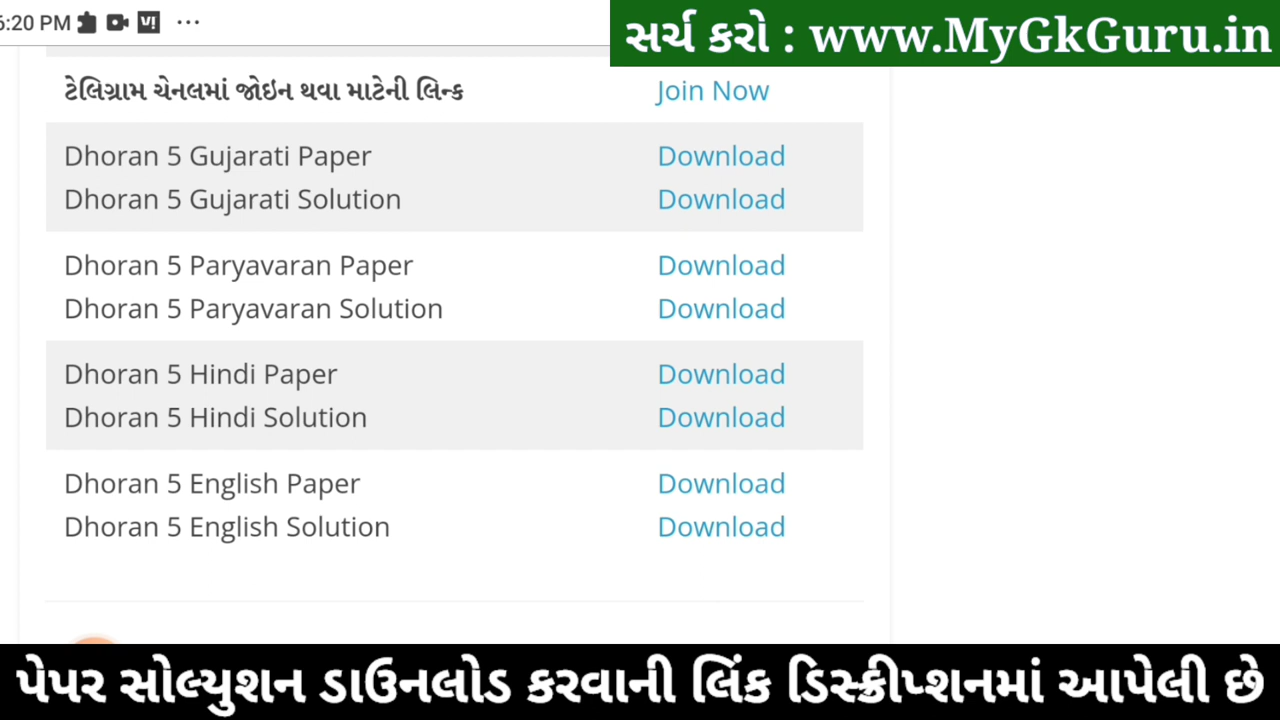 6:20 PM
સર્ચ કરો : www.MyGkGuru.in
ટેલિગ્રામ ચેનલમાં જોઇન થવા માટેની લિન્ક Join Now
Dhoran 5 Gujarati Paper Download
Dhoran 5 Gujarati Solution Download
Dhoran 5 Paryavaran Paper Download
Dhoran 5 Paryavaran Solution Download
Dhoran 5 Hindi Paper Download
Dhoran 5 Hindi Solution Download
Dhoran 5 English Paper Download
Dhoran 5 English Solution Download
પેપર સોલ્યુશન ડાઉનલોડ કરવાની લિંક ડિસ્ક્રીપ્શનમાં આપેલી છે